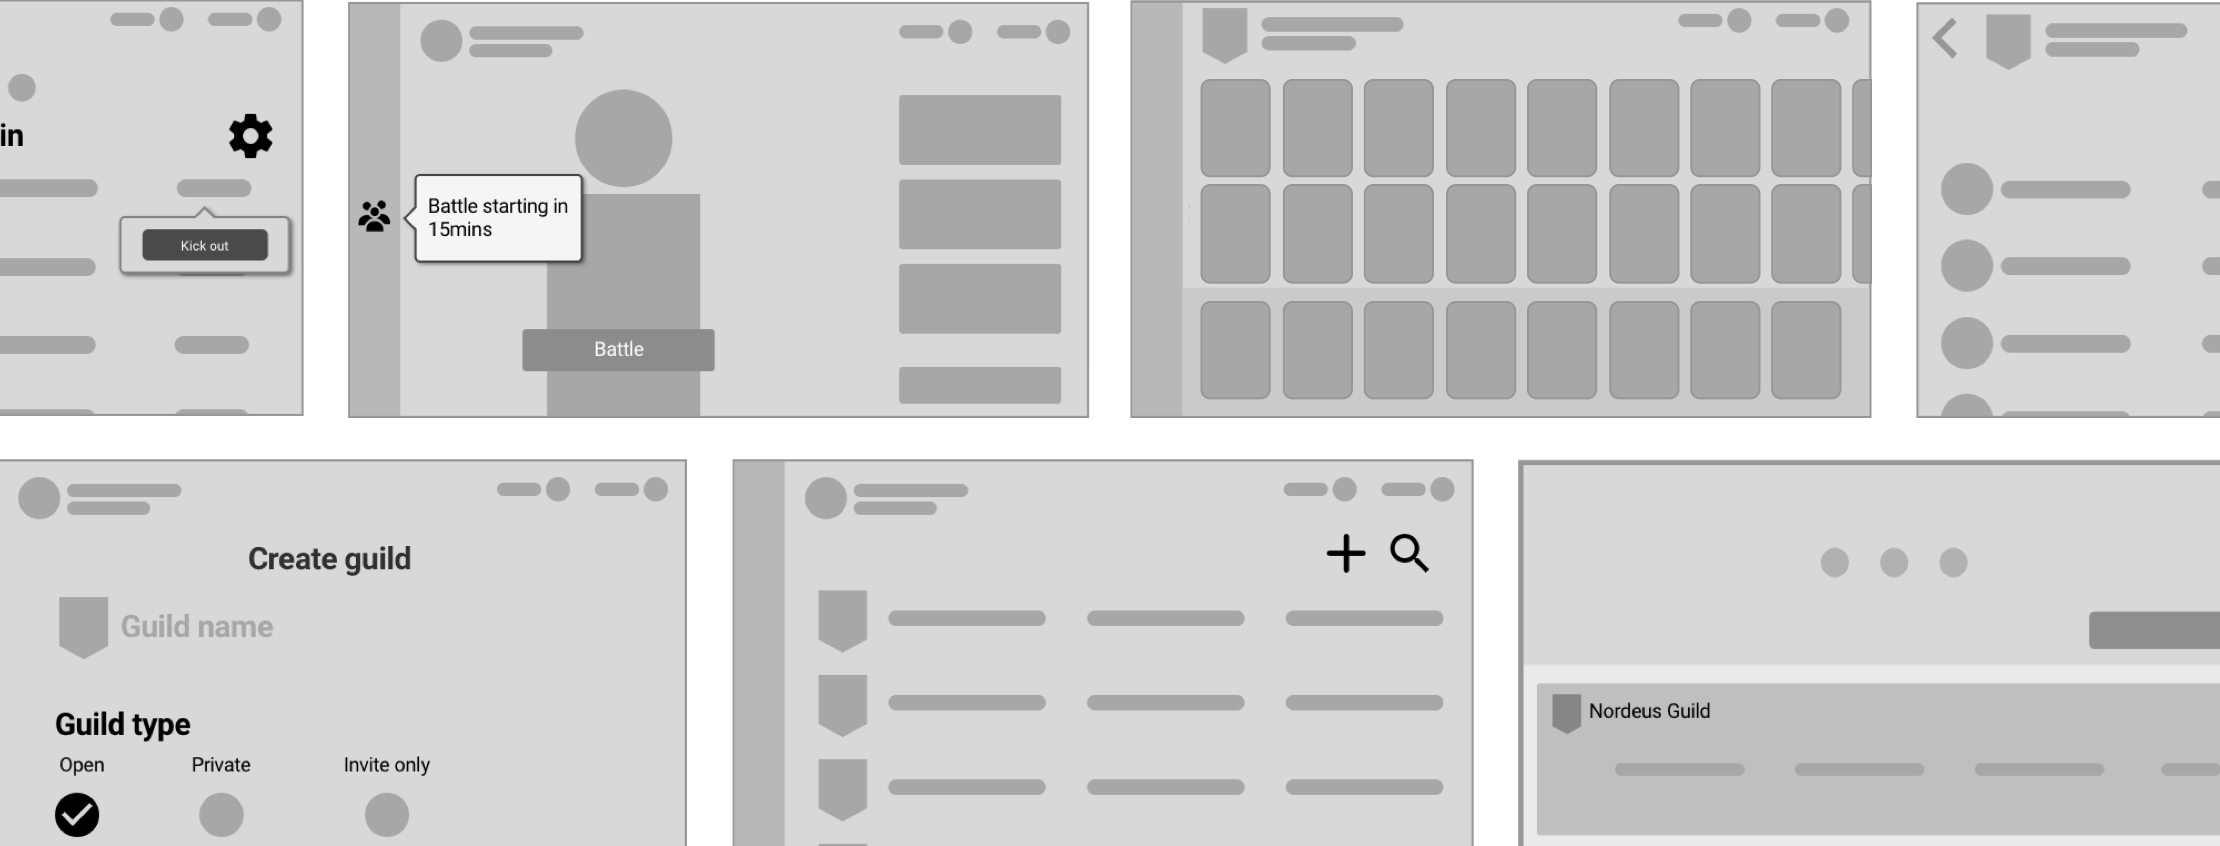 in
Kick out
Battle starting in
15mins
Battle
Create guild
Guild name
Guild type
Open
Private
Invite only
Nordeus Guild